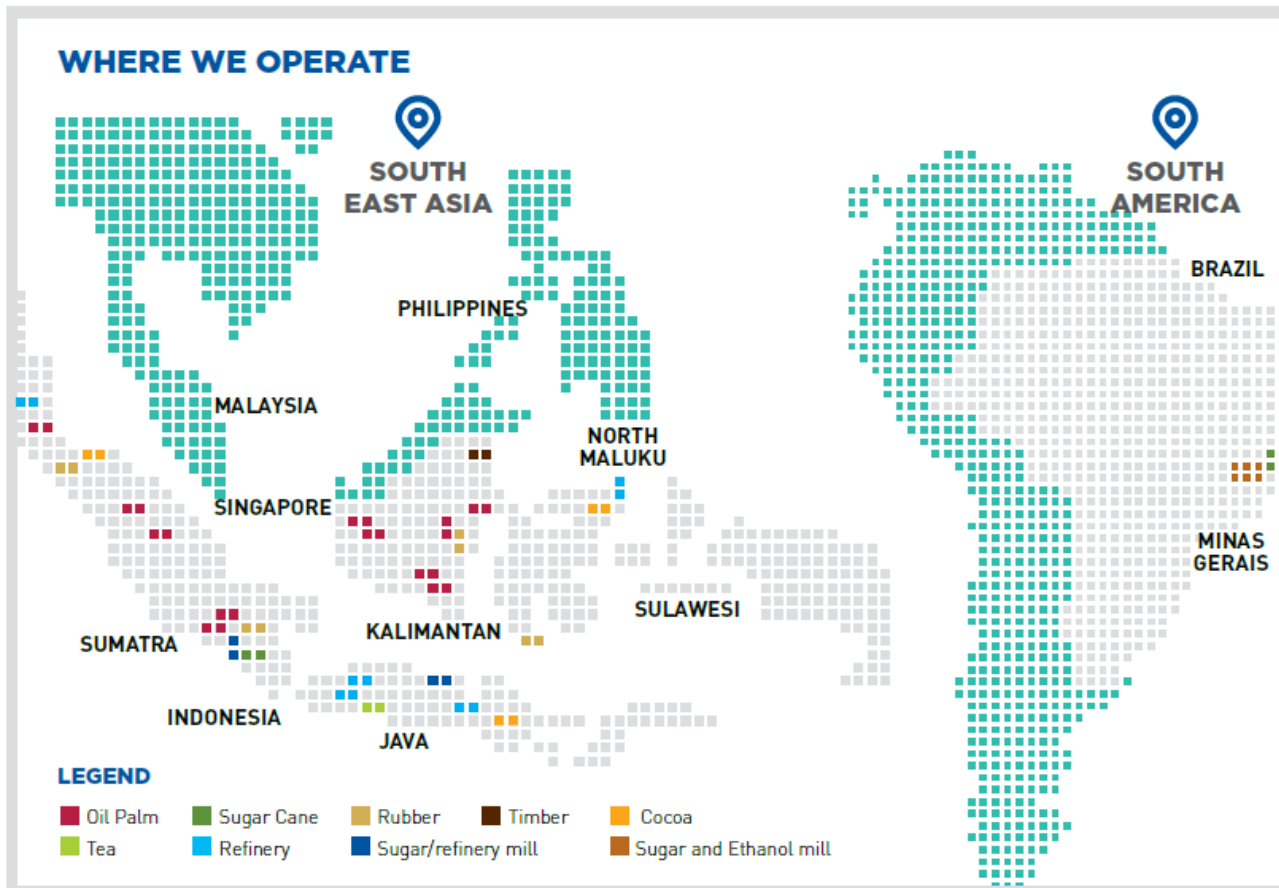 WHERE WE OPERATE
SOUTH
EAST ASIA
SOUTH
AMERICA
BRAZIL
PHILIPPINES
MALAYSIA
NORTH
MALUKU
SINGAPORE
MINAS
GERAIS
SULAWESI
KALIMANTAN
SUMATRA
INDONESIA
JAVA
LEGEND
Oil Palm Sugar Cane Rubber Timber Cocoa
Tea Refinery Sugar/refinery mill Sugar and Ethanol mill